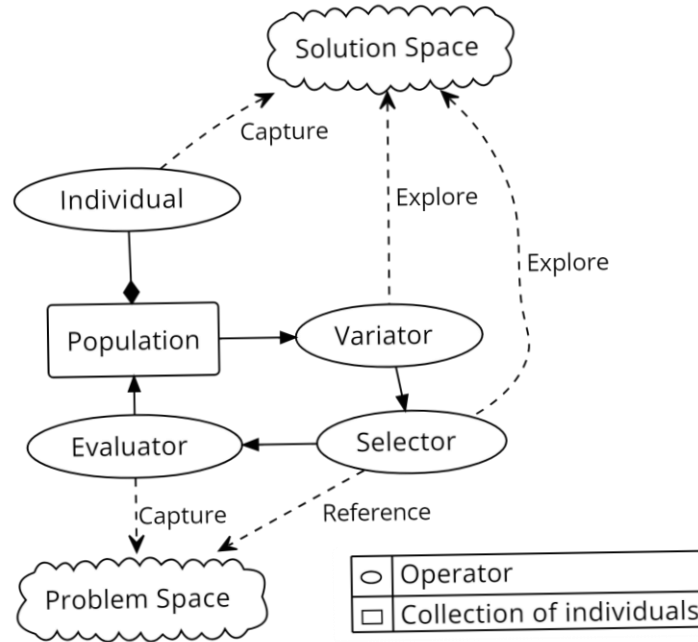 Solution Space
Capture
Individual
Explore
Explore
Population
Variator
Evaluator
Selector
Capture
Reference
Problem Space
Operator
Collection of individuals